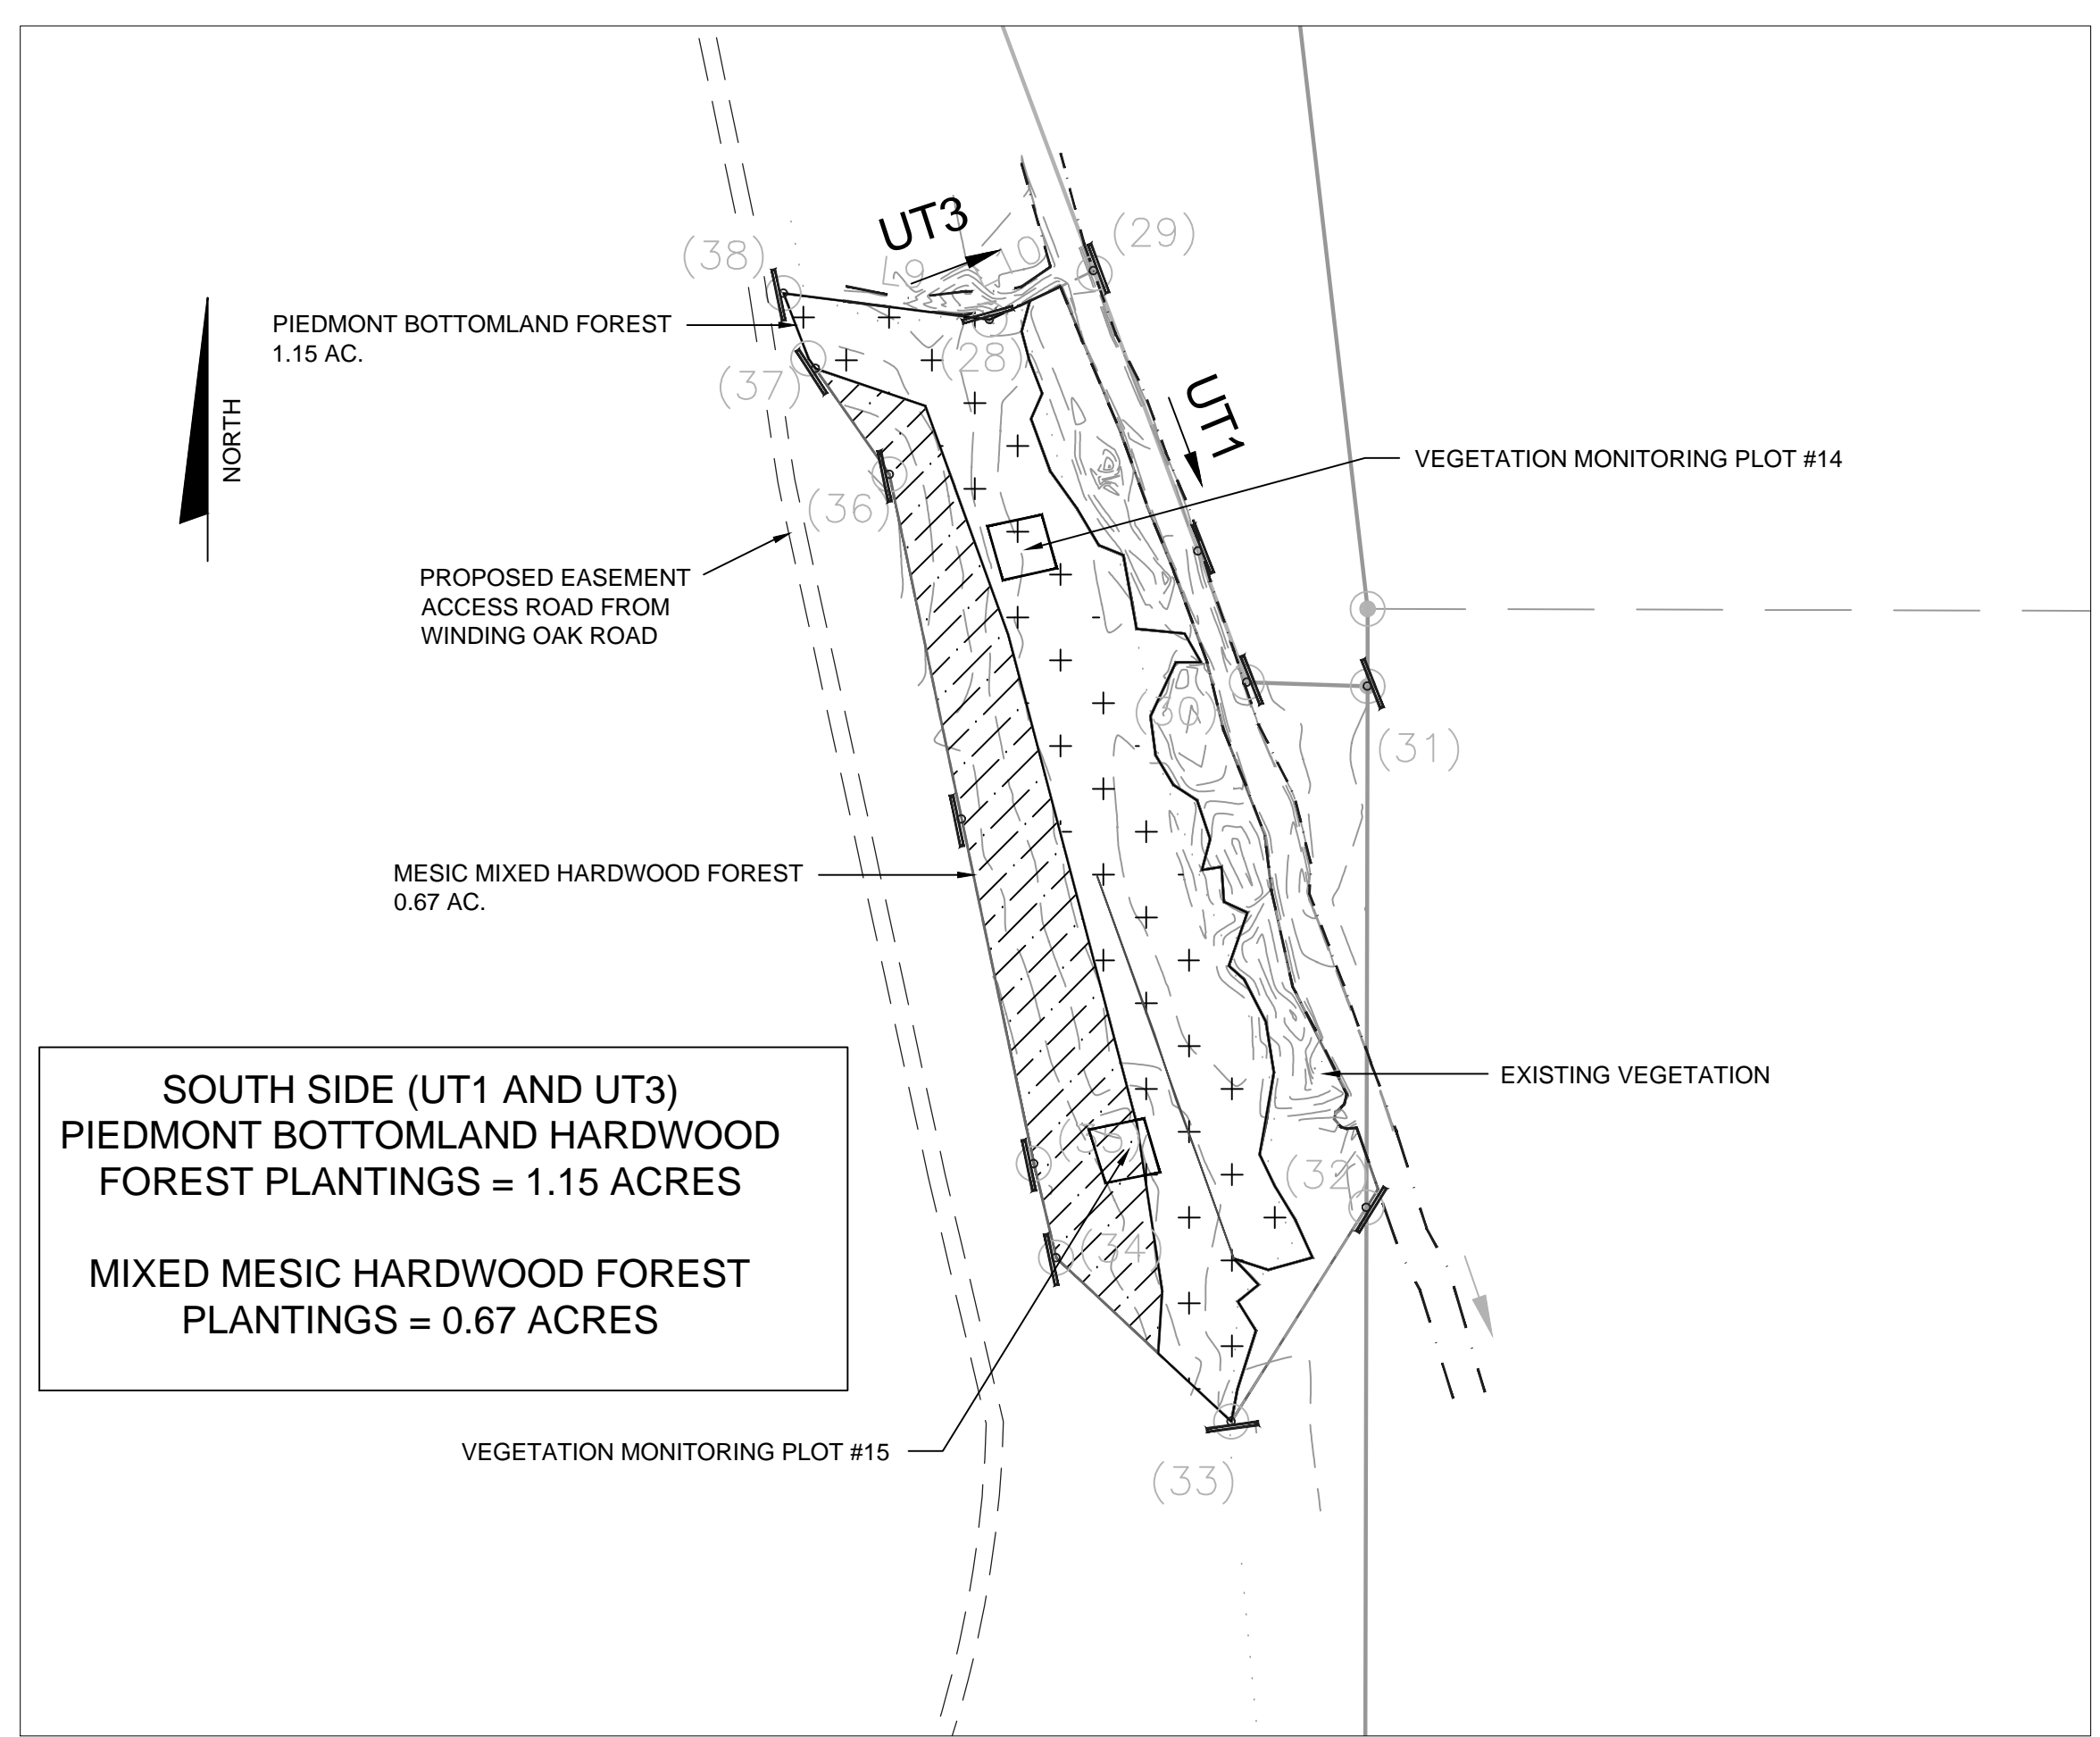 UT3
(29)
(38)
PIEDMONT BOTTOMLAND FOREST
1.15 AC.
(28)
(37)
UT1
NORTH
VEGETATION MONITORING PLOT #14
(36)
PROPOSED EASEMENT
ACCESS ROAD FROM
WINDING OAK ROAD
(30)
(31)
MESIC MIXED HARDWOOD FOREST
0.67 AC.
SOUTH SIDE (UT1 AND UT3)
PIEDMONT BOTTOMLAND HARDWOOD
FOREST PLANTINGS = 1.15 ACRES
MIXED MESIC HARDWOOD FOREST
PLANTINGS = 0.67 ACRES
EXISTING VEGETATION
(35)
(32)
(34)
VEGETATION MONITORING PLOT #15
(33)